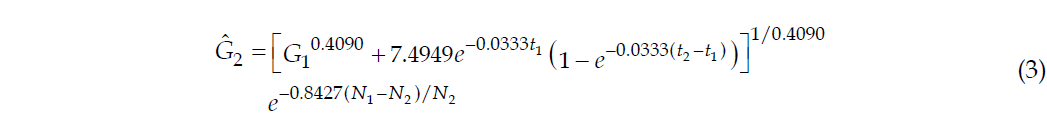 Ĝ₂ = [G₁^0.4090 + 7.4949e^−0.0333t₁ (1 − e^−0.0333(t₂−t₁))]^1/0.4090
e^−0.8427(N₁−N₂)/N₂
(3)